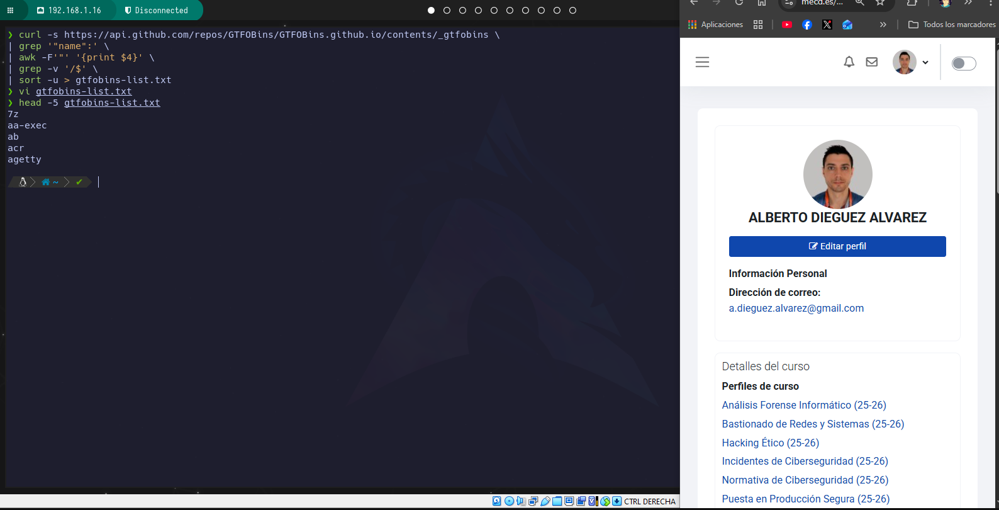 192.168.1.16
Disconnected
❯ curl -s https://api.github.com/repos/GTFOBins/GTFOBins.github.io/contents/_gtfobins \
| grep '"name":' \
| awk -F'"' '{print $4}' \
| grep -v '/$' \
| sort -u > gtfobins-list.txt
❯ vi gtfobins-list.txt
❯ head -5 gtfobins-list.txt
7z
aa-exec
ab
acr
agetty
~
CTRL DERECHA
mecd.es/...
Aplicaciones
Todos los marcadores
ALBERTO DIEGUEZ ALVAREZ
Editar perfil
Información Personal
Dirección de correo:
a.dieguez.alvarez@gmail.com
Detalles del curso
Perfiles de curso
Análisis Forense Informático (25-26)
Bastionado de Redes y Sistemas (25-26)
Hacking Ético (25-26)
Incidentes de Ciberseguridad (25-26)
Normativa de Ciberseguridad (25-26)
Puesta en Producción Segura (25-26)